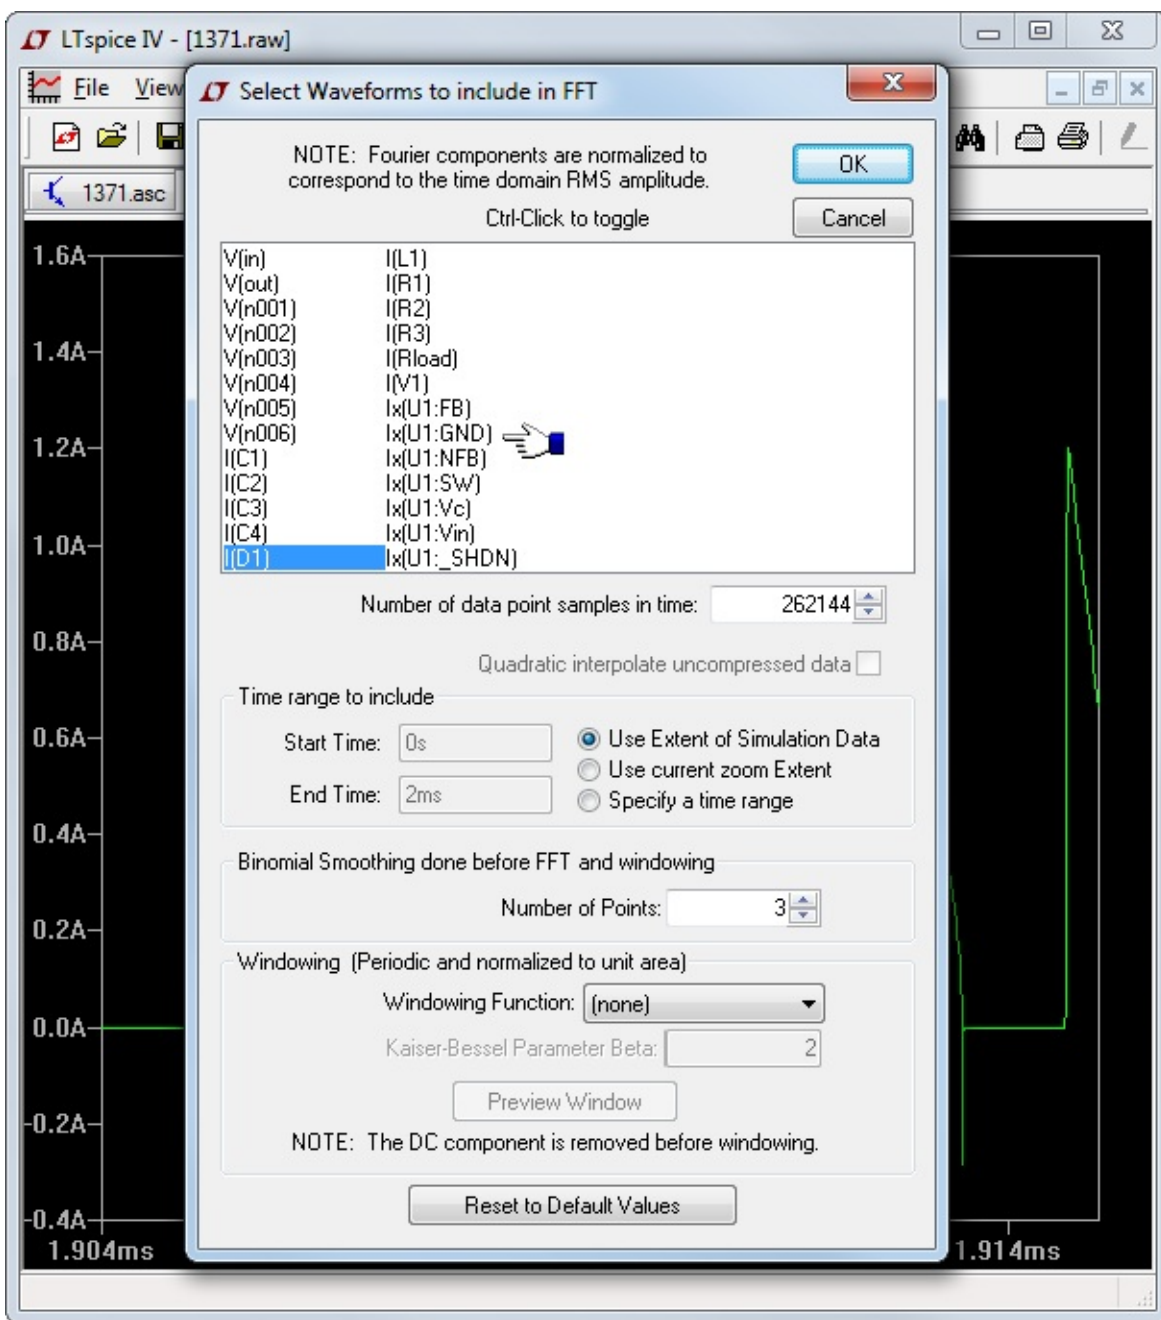 LTspice IV - [1371.raw]
File View
Select Waveforms to include in FFT
NOTE: Fourier components are normalized to
correspond to the time domain RMS amplitude.
OK
Ctrl-Click to toggle
Cancel
1371.asc
V(in) I(L1)
V(out) I(R1)
V(n001) I(R2)
V(n002) I(R3)
V(n003) I(Rload)
V(n004) I(V1)
V(n005) Ix(U1:FB)
V(n006) Ix(U1:GND)
I(C1) Ix(U1:NFB)
I(C2) Ix(U1:SW)
I(C3) Ix(U1:Vc)
I(C4) Ix(U1:Vin)
I(D1) Ix(U1:_SHDN)
Number of data point samples in time: 262144
Quadratic interpolate uncompressed data
Time range to include
Start Time: 0s
End Time: 2ms
Use Extent of Simulation Data
Use current zoom Extent
Specify a time range
Binomial Smoothing done before FFT and windowing
Number of Points: 3
Windowing (Periodic and normalized to unit area)
Windowing Function: (none)
Kaiser-Bessel Parameter Beta: 2
Preview Window
NOTE: The DC component is removed before windowing.
Reset to Default Values
1.6A
1.4A
1.2A
1.0A
0.8A
0.6A
0.4A
0.2A
0.0A
-0.2A
-0.4A
1.904ms
1.914ms